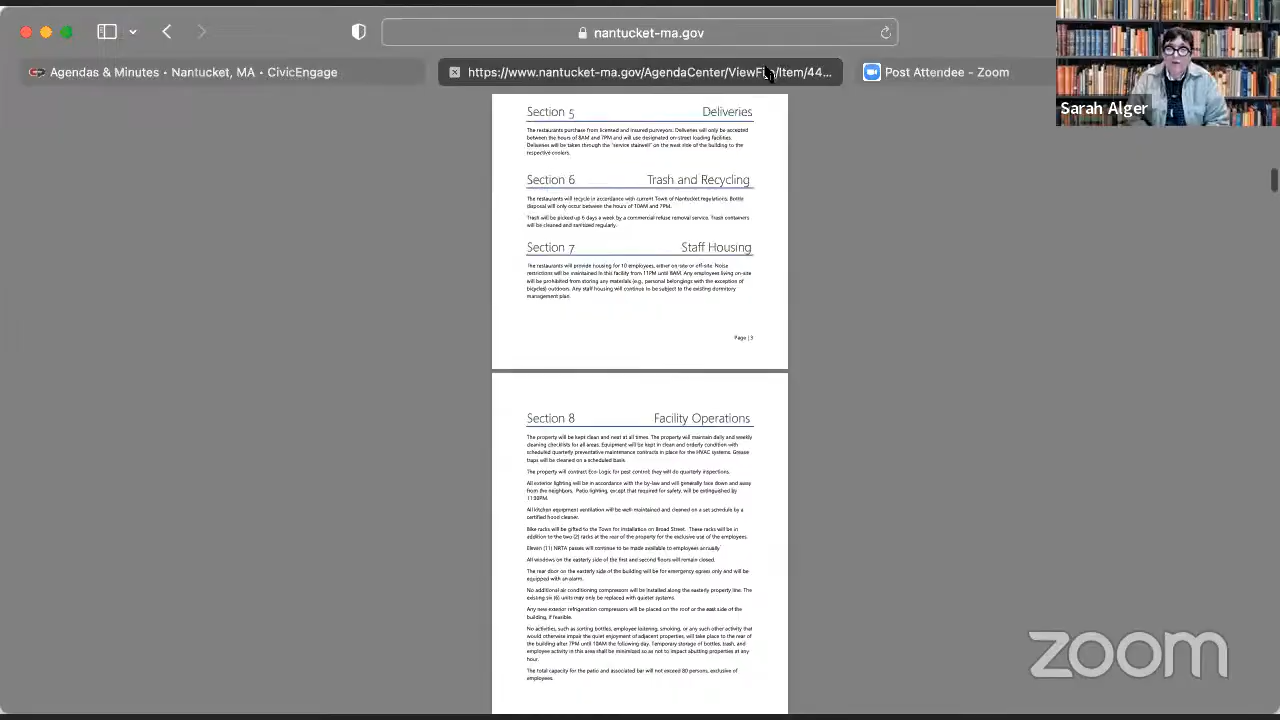 nantucket-ma.gov
Agendas & Minutes • Nantucket, MA • CivicEngage
https://www.nantucket-ma.gov/AgendaCenter/ViewFile/Item/44...
Post Attendee - Zoom
Sarah Alger
Section 5 Deliveries
The restaurants purchase from licensed and insured purveyors. Deliveries will only be accepted
between the hours of 8AM and 7PM and will use designated on-street loading facilities.
Deliveries will be taken through the "service stairwell" on the west side of the building to the
respective coolers.
Section 6 Trash and Recycling
The restaurants will recycle in accordance with current Town of Nantucket regulations. Bottle
disposal will only occur between the hours of 10AM and 7PM.
Trash will be picked up 6 days a week by a commercial refuse removal service. Trash containers
will be cleaned and sanitized regularly.
Section 7 Staff Housing
The restaurants will provide housing for 10 employees, either on-site or off-site. Noise
restrictions will be maintained in this facility from 11PM until 8AM. Any employees living on-site
will be prohibited from storing any materials (e.g., personal belongings with the exception of
bicycles) outdoors. Any staff housing will continue to be subject to the existing dormitory
management plan.
Page | 3
Section 8 Facility Operations
The property will be kept clean and neat at all times. The property will maintain daily and weekly
cleaning checklists for all areas. Equipment will be kept in clean and orderly condition with
scheduled quarterly preventative maintenance contracts in place for the HVAC systems. Grease
traps will be cleaned on a scheduled basis.
The property will contract Eco-Logic for pest control; they will do quarterly inspections.
All exterior lighting will be in accordance with the by-law and will generally face down and away
from the neighbors. Patio lighting, except that required for safety, will be extinguished by
11:30PM.
All kitchen equipment ventilation will be well-maintained and cleaned on a set schedule by a
certified hood cleaner.
Bike racks will be gifted to the Town for installation on Broad Street. These racks will be in
addition to the two (2) racks at the rear of the property for the exclusive use of the employees.
Eleven (11) NRTA passes will continue to be made available to employees annually
All windows on the easterly side of the first and second floors will remain closed.
The rear door on the easterly side of the building will be for emergency egress only and will be
equipped with an alarm.
No additional air conditioning compressors will be installed along the easterly property line. The
existing six (6) units may only be replaced with quieter systems.
Any new exterior refrigeration compressors will be placed on the roof or the east side of the
building, if feasible.
No activities, such as sorting bottles, employee loitering, smoking, or any such other activity that
would otherwise impair the quiet enjoyment of adjacent properties, will take place to the rear of
the building after 7PM until 10AM the following day. Temporary storage of bottles, trash, and
employee activity in this area shall be minimized so as not to impact abutting properties at any
hour.
The total capacity for the patio and associated bar will not exceed 80 persons, exclusive of
employees.
zoom